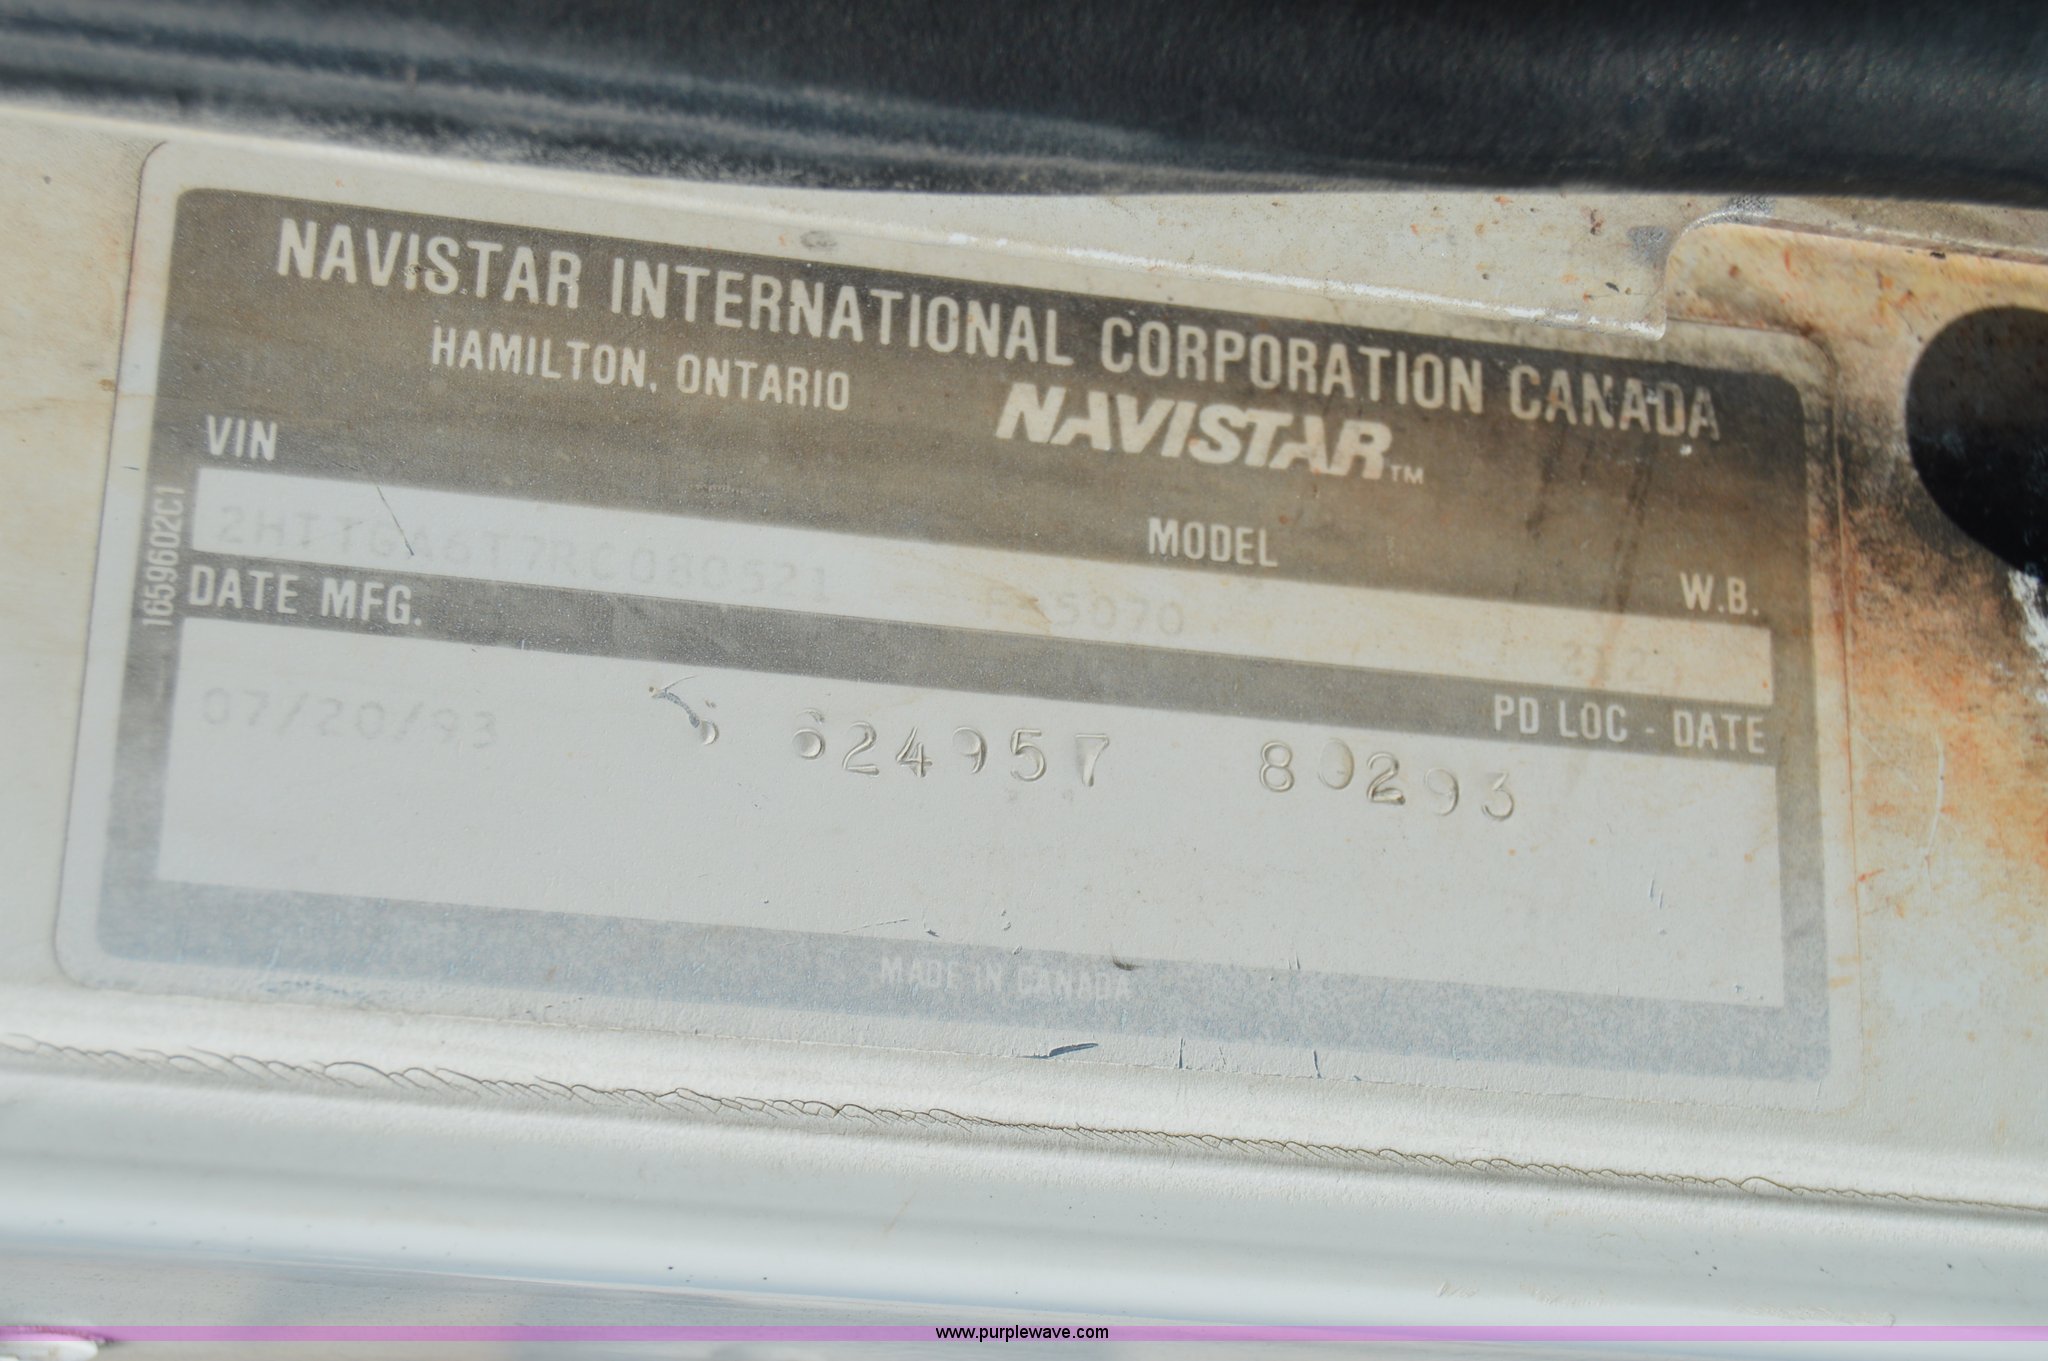 NAVISTAR INTERNATIONAL CORPORATION CANADA
HAMILTON, ONTARIO
NAVISTAR™
VIN MODEL W.B.
5070
1659602C1
DATE MFG. PD LOC - DATE
07/20/93 624957 80293
MADE IN CANADA
www.purplewave.com